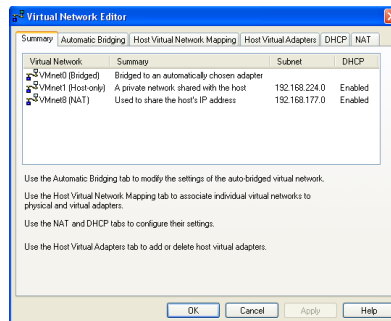 Virtual Network Editor
Summary Automatic Bridging Host Virtual Network Mapping Host Virtual Adapters DHCP NAT
Virtual Network Summary Subnet DHCP
VMnet0 (Bridged) Bridged to an automatically chosen adapter
VMnet1 (Host-only) A private network shared with the host 192.168.224.0 Enabled
VMnet8 (NAT) Used to share the host's IP address 192.168.177.0 Enabled
Use the Automatic Bridging tab to modify the settings of the auto-bridged virtual network.
Use the Host Virtual Network Mapping tab to associate individual virtual networks to
physical and virtual adapters.
Use the NAT and DHCP tabs to configure their settings.
Use the Host Virtual Adapters tab to add or delete host virtual adapters.
OK Cancel Apply Help